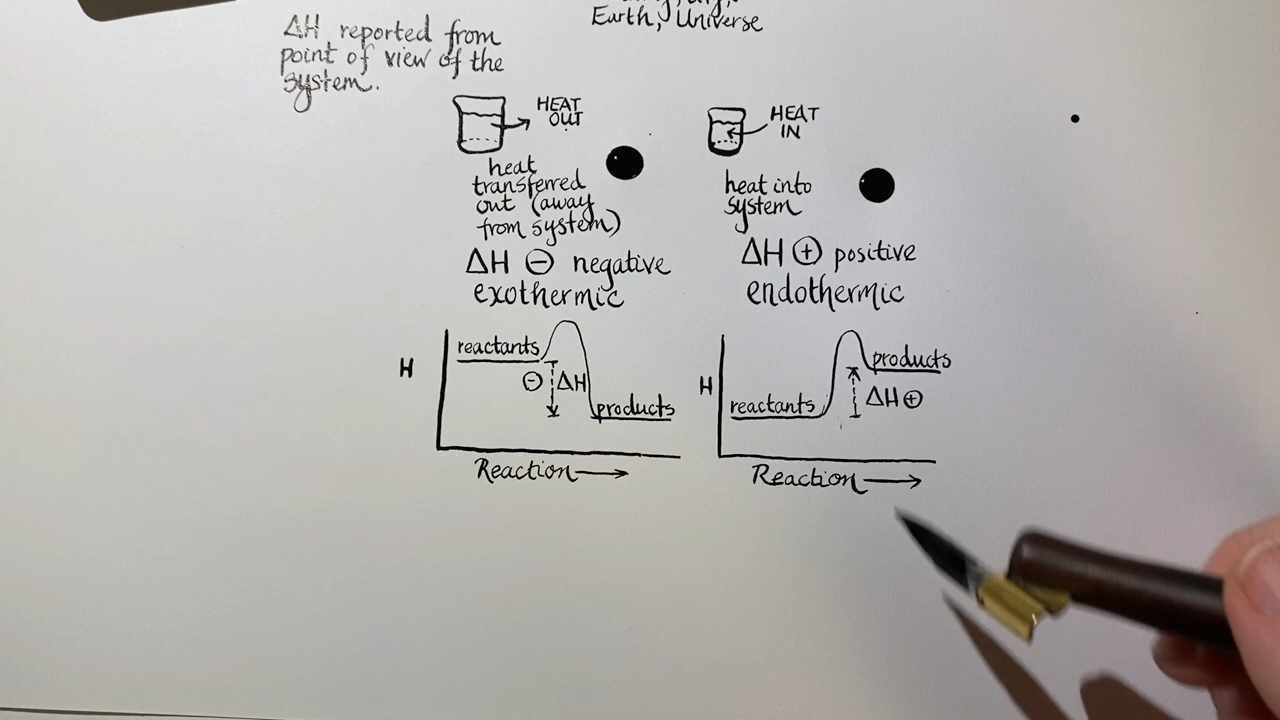 Earth, Universe
ΔH reported from
point of view of the
system.
HEAT
OUT
heat
transferred
out (away
from system)
ΔH ⊖ negative
exothermic
HEAT
IN
heat into
system
ΔH ⊕ positive
endothermic
H
reactants
⊖ ΔH
products
Reaction →
H
reactants
products
ΔH ⊕
Reaction →